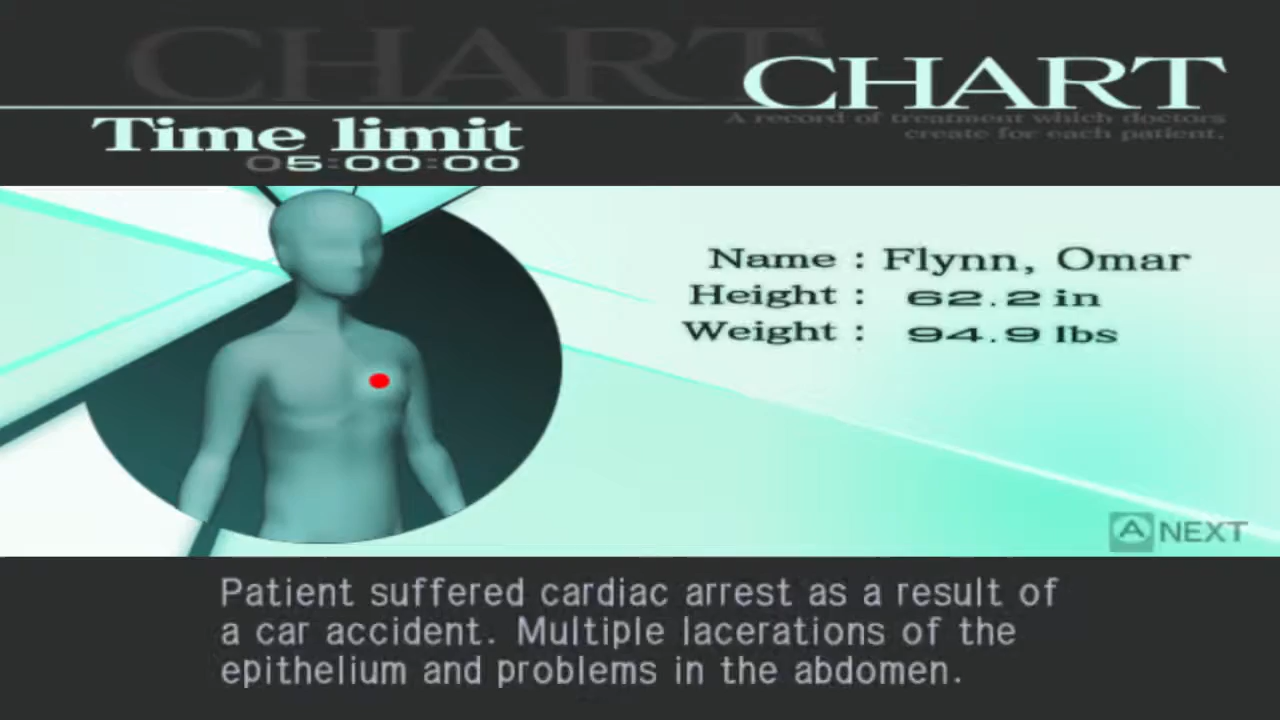 CHART
CHART
A record of treatment which doctors
create for each patient.
Time limit
05:00:00
Name : Flynn, Omar
Height : 62.2 in
Weight : 94.9 lbs
A NEXT
Patient suffered cardiac arrest as a result of
a car accident. Multiple lacerations of the
epithelium and problems in the abdomen.